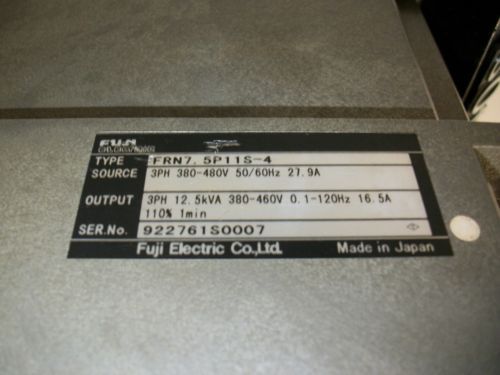 FUJI
TYPE FRN7.5P11S-4
SOURCE 3PH 380-480V 50/60Hz 27.9A
OUTPUT 3PH 12.5kVA 380-460V 0.1-120Hz 16.5A
110% 1min
SER.No. 922761S0007
Fuji Electric Co.,Ltd. Made in Japan